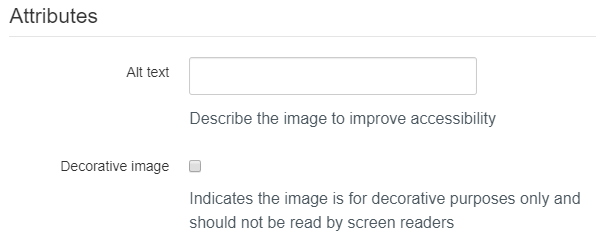 Attributes
Alt text
Describe the image to improve accessibility
Decorative image
Indicates the image is for decorative purposes only and
should not be read by screen readers